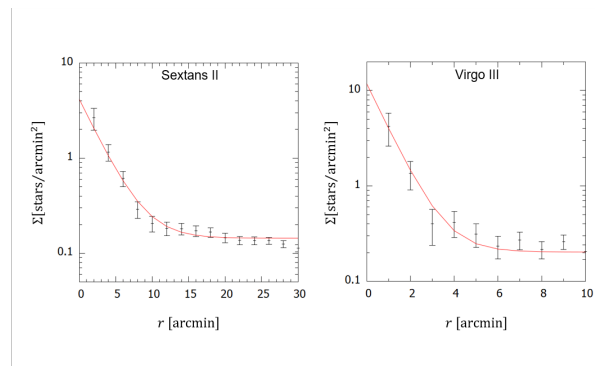 Sextans II
10
1
0.1
0 5 10 15 20 25 30
Σ[stars/arcmin²]
r [arcmin]
Virgo III
10
1
0.1
0 2 4 6 8 10
Σ[stars/arcmin²]
r [arcmin]